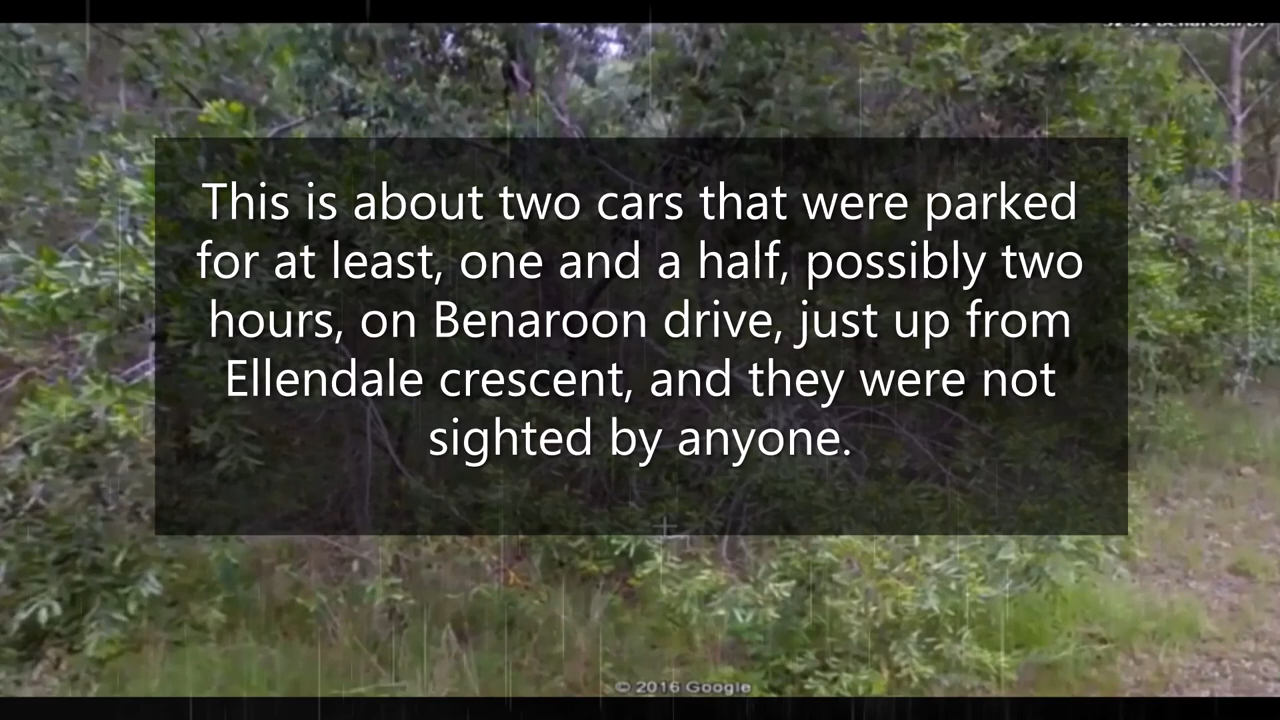 This is about two cars that were parked
for at least, one and a half, possibly two
hours, on Benaroon drive, just up from
Ellendale crescent, and they were not
sighted by anyone.
© 2016 Google